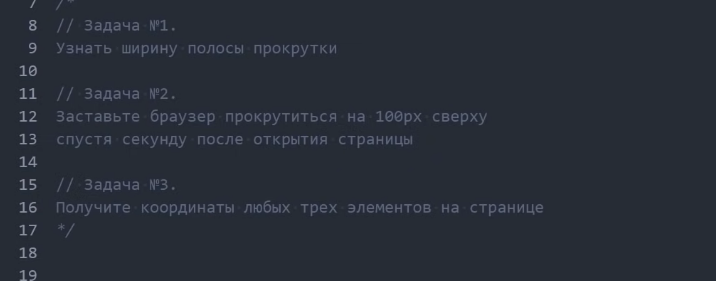 7 /*
8 // Задача №1.
9 Узнать ширину полосы прокрутки
10
11 // Задача №2.
12 Заставьте браузер прокрутиться на 100px сверху
13 спустя секунду после открытия страницы
14
15 // Задача №3.
16 Получите координаты любых трех элементов на странице
17 */
18
19